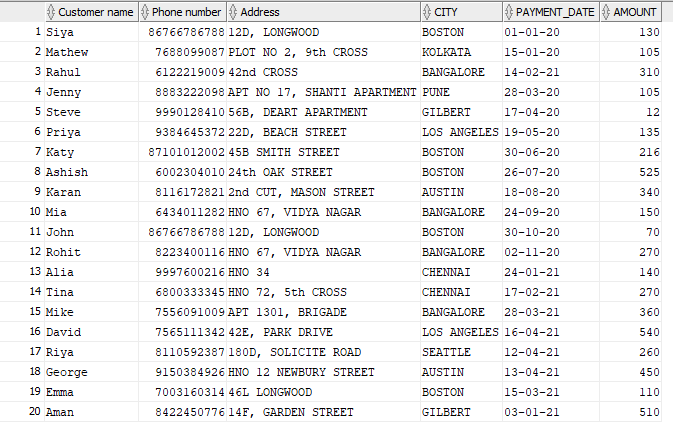 Customer name Phone number Address CITY PAYMENT_DATE AMOUNT
1 Siya 86766786788 12D, LONGWOOD BOSTON 01-01-20 130
2 Mathew 7688099087 PLOT NO 2, 9th CROSS KOLKATA 15-01-20 105
3 Rahul 6122219009 42nd CROSS BANGALORE 14-02-21 310
4 Jenny 8883222098 APT NO 17, SHANTI APARTMENT PUNE 28-03-20 105
5 Steve 9990128410 56B, DEART APARTMENT GILBERT 17-04-20 12
6 Priya 9384645372 22D, BEACH STREET LOS ANGELES 19-05-20 135
7 Katy 87101012002 45B SMITH STREET BOSTON 30-06-20 216
8 Ashish 6002304010 24th OAK STREET BOSTON 26-07-20 525
9 Karan 8116172821 2nd CUT, MASON STREET AUSTIN 18-08-20 340
10 Mia 6434011282 HNO 67, VIDYA NAGAR BANGALORE 24-09-20 150
11 John 86766786788 12D, LONGWOOD BOSTON 30-10-20 70
12 Rohit 8223400116 HNO 67, VIDYA NAGAR BANGALORE 02-11-20 270
13 Alia 9997600216 HNO 34 CHENNAI 24-01-21 140
14 Tina 6800333345 HNO 72, 5th CROSS CHENNAI 17-02-21 270
15 Mike 7556091009 APT 1301, BRIGADE BANGALORE 28-03-21 360
16 David 7565111342 42E, PARK DRIVE LOS ANGELES 16-04-21 540
17 Riya 8110592387 180D, SOLICITE ROAD SEATTLE 12-04-21 260
18 George 9150384926 HNO 12 NEWBURY STREET AUSTIN 13-04-21 450
19 Emma 7003160314 46L LONGWOOD BOSTON 15-03-21 110
20 Aman 8422450776 14F, GARDEN STREET GILBERT 03-01-21 510